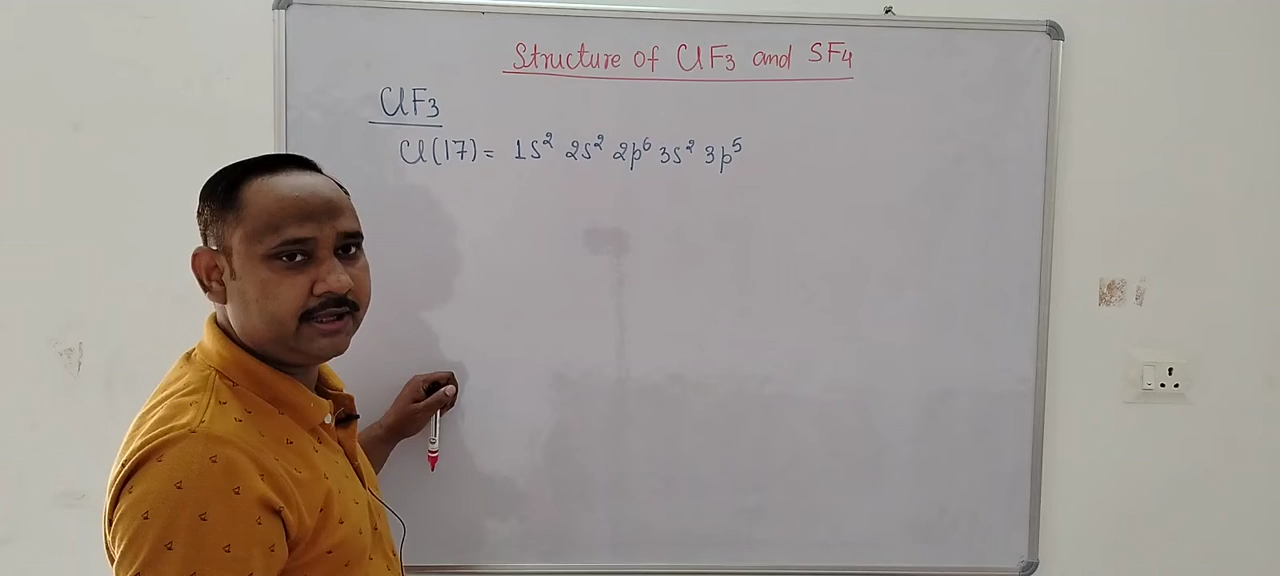 Structure of ClF3 and SF4
ClF3
Cl(17) = 1s² 2s² 2p⁶ 3s² 3p⁵